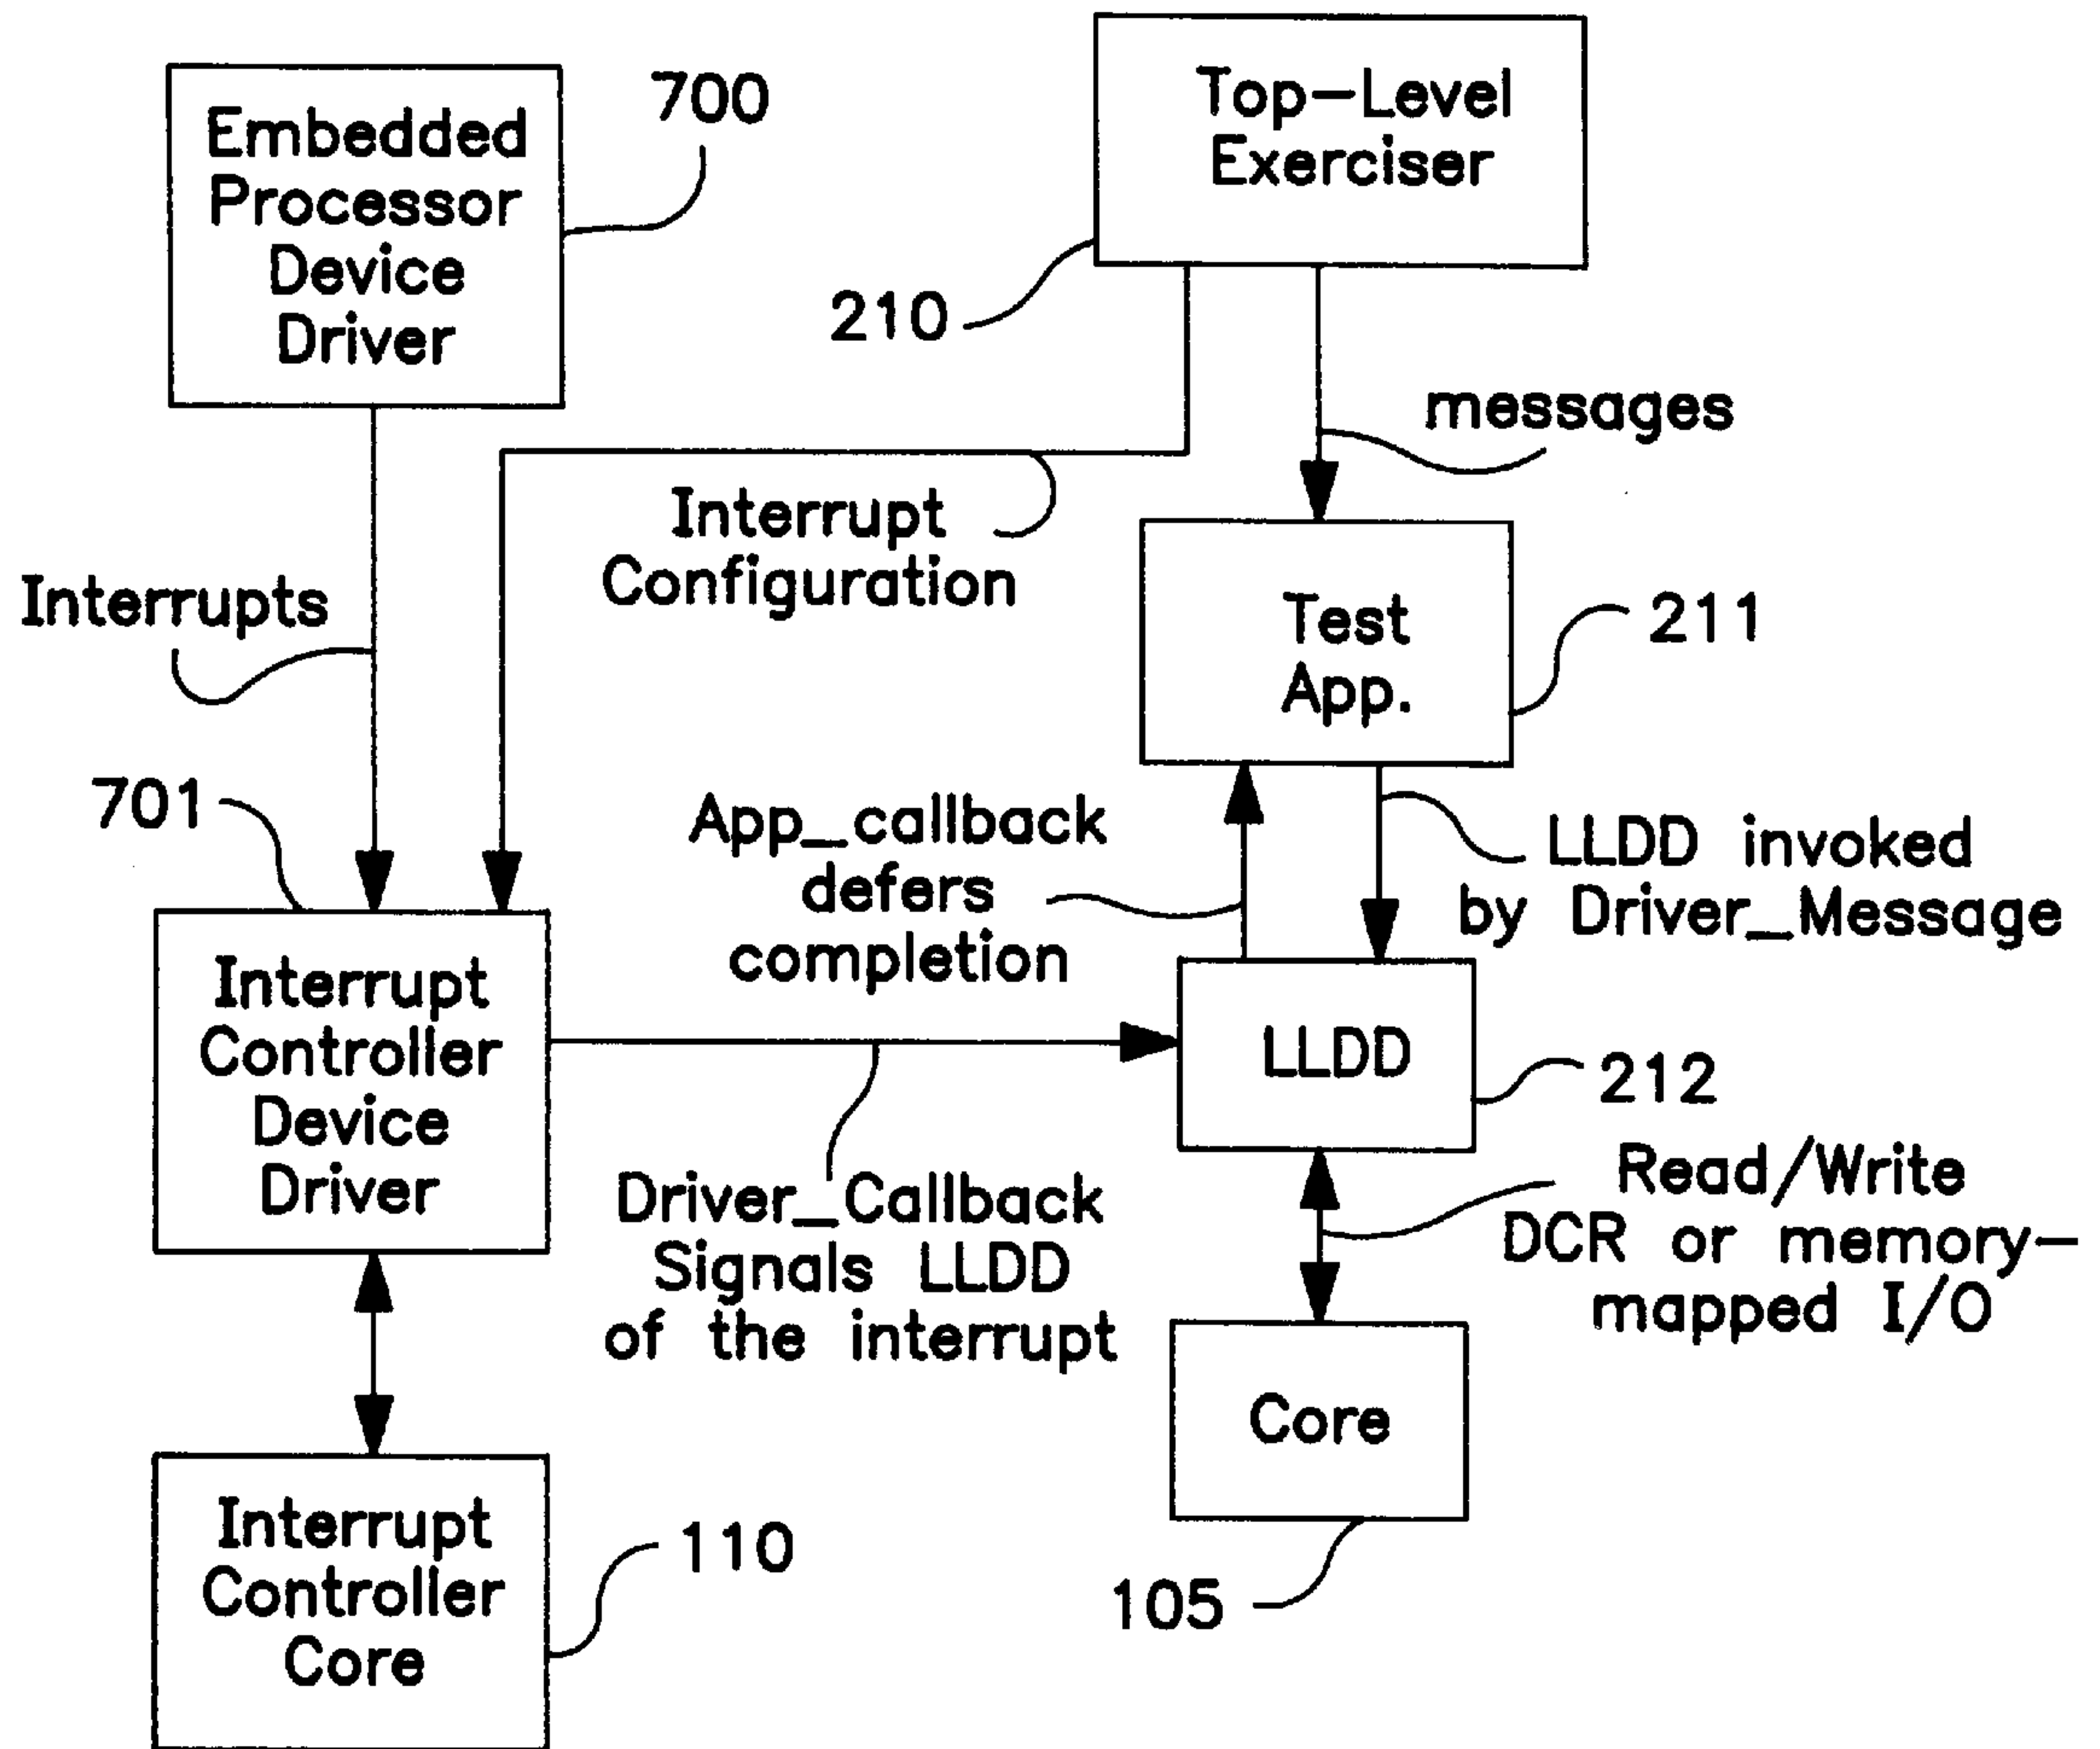 Embedded
Processor
Device
Driver
700
Top-Level
Exerciser
210
messages
Interrupt
Configuration
Interrupts
Test
App.
211
701
App_callback
defers
completion
LLDD invoked
by Driver_Message
Interrupt
Controller
Device
Driver
LLDD
212
Driver_Callback
Signals LLDD
of the interrupt
Read/Write
DCR or memory-
mapped I/O
Core
105
Interrupt
Controller
Core
110